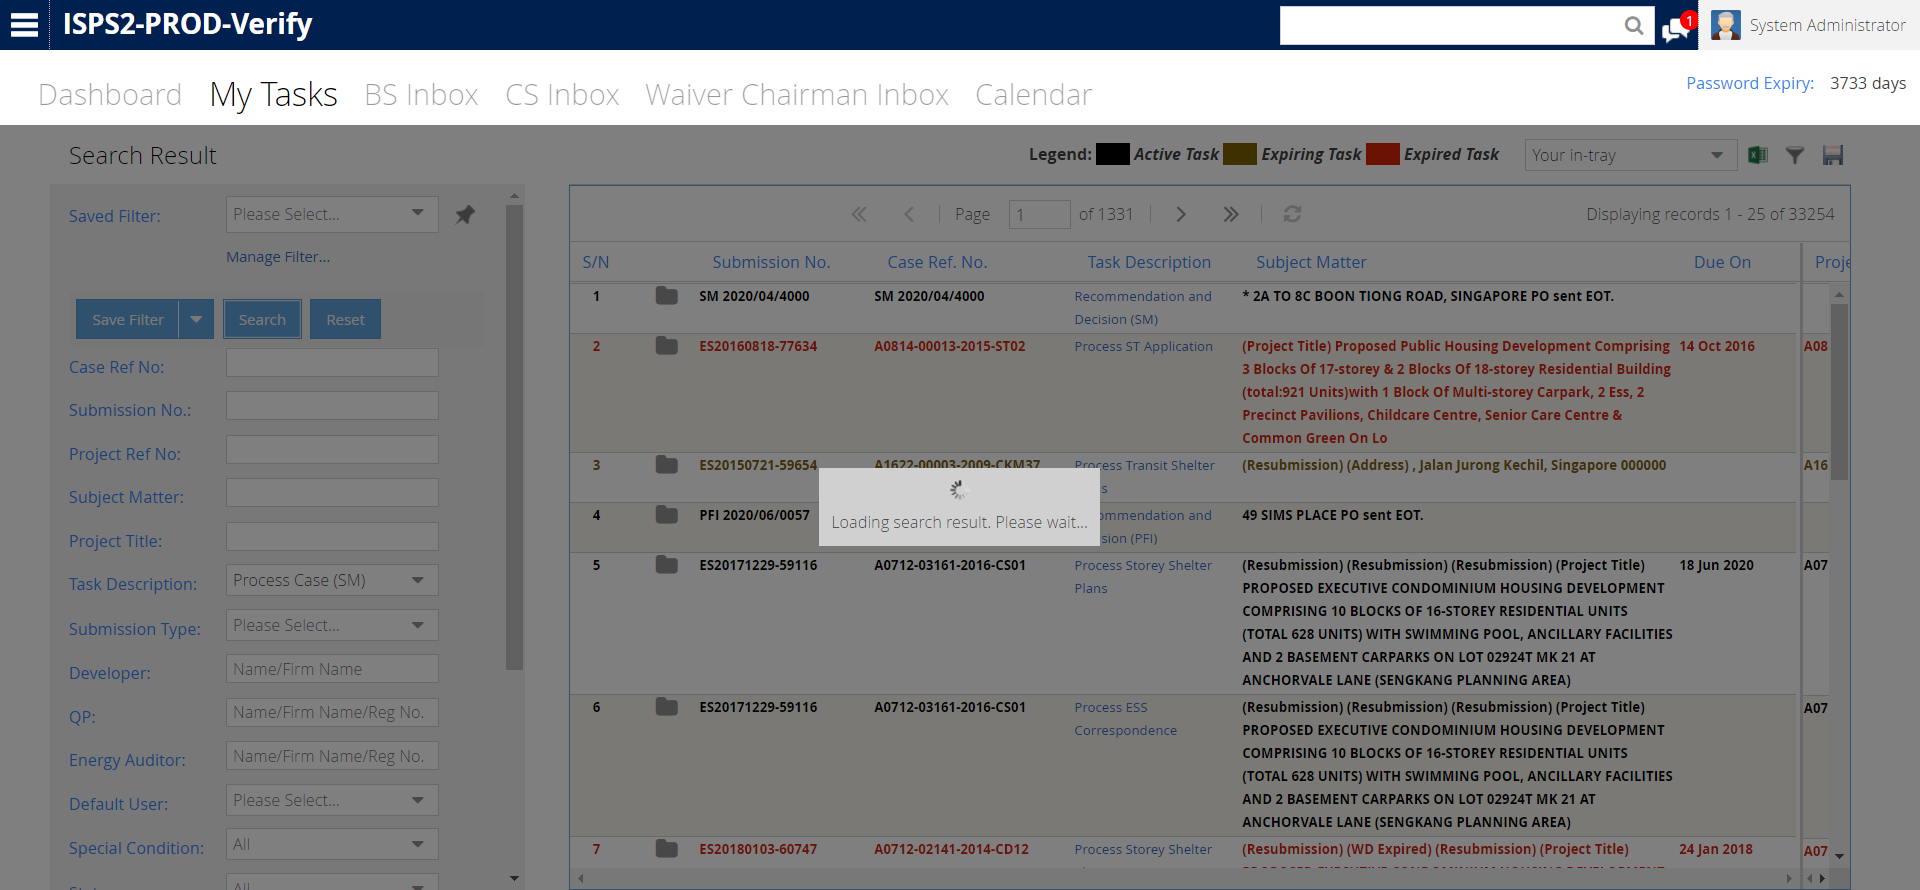 ISPS2-PROD-Verify
1
System Administrator
Dashboard My Tasks BS Inbox CS Inbox Waiver Chairman Inbox Calendar
Password Expiry: 3733 days
Search Result
Legend: Active Task Expiring Task Expired Task
Your in-tray
Saved Filter: Please Select...
Manage Filter...
Save Filter Search Reset
Case Ref No:
Submission No.:
Project Ref No:
Subject Matter:
Project Title:
Task Description: Process Case (SM)
Submission Type: Please Select...
Developer: Name/Firm Name
QP: Name/Firm Name/Reg No.
Energy Auditor: Name/Firm Name/Reg No.
Default User: Please Select...
Special Condition: All
All
Page 1 of 1331
Displaying records 1 - 25 of 33254
S/N Submission No. Case Ref. No. Task Description Subject Matter Due On Proje
1 SM 2020/04/4000 SM 2020/04/4000 Recommendation and * 2A TO 8C BOON TIONG ROAD, SINGAPORE PO sent EOT.
Decision (SM)
2 ES20160818-77634 A0814-00013-2015-ST02 Process ST Application (Project Title) Proposed Public Housing Development Comprising 14 Oct 2016 A08
3 Blocks Of 17-storey & 2 Blocks Of 18-storey Residential Building
(total:921 Units)with 1 Block Of Multi-storey Carpark, 2 Ess, 2
Precinct Pavilions, Childcare Centre, Senior Care Centre &
Common Green On Lo
3 ES20150721-59654 A1622-00003-2009-CKM37 Process Transit Shelter (Resubmission) (Address) , Jalan Jurong Kechil, Singapore 000000 A16
s
4 PFI 2020/06/0057 ommendation and 49 SIMS PLACE PO sent EOT.
sion (PFI)
Loading search result. Please wait...
5 ES20171229-59116 A0712-03161-2016-CS01 Process Storey Shelter (Resubmission) (Resubmission) (Resubmission) (Project Title) 18 Jun 2020 A07
Plans PROPOSED EXECUTIVE CONDOMINIUM HOUSING DEVELOPMENT
COMPRISING 10 BLOCKS OF 16-STOREY RESIDENTIAL UNITS
(TOTAL 628 UNITS) WITH SWIMMING POOL, ANCILLARY FACILITIES
AND 2 BASEMENT CARPARKS ON LOT 02924T MK 21 AT
ANCHORVALE LANE (SENGKANG PLANNING AREA)
6 ES20171229-59116 A0712-03161-2016-CS01 Process ESS (Resubmission) (Resubmission) (Resubmission) (Project Title) A07
Correspondence PROPOSED EXECUTIVE CONDOMINIUM HOUSING DEVELOPMENT
COMPRISING 10 BLOCKS OF 16-STOREY RESIDENTIAL UNITS
(TOTAL 628 UNITS) WITH SWIMMING POOL, ANCILLARY FACILITIES
AND 2 BASEMENT CARPARKS ON LOT 02924T MK 21 AT
ANCHORVALE LANE (SENGKANG PLANNING AREA)
7 ES20180103-60747 A0712-02141-2014-CD12 Process Storey Shelter (Resubmission) (WD Expired) (Resubmission) (Project Title) 24 Jan 2018 A07